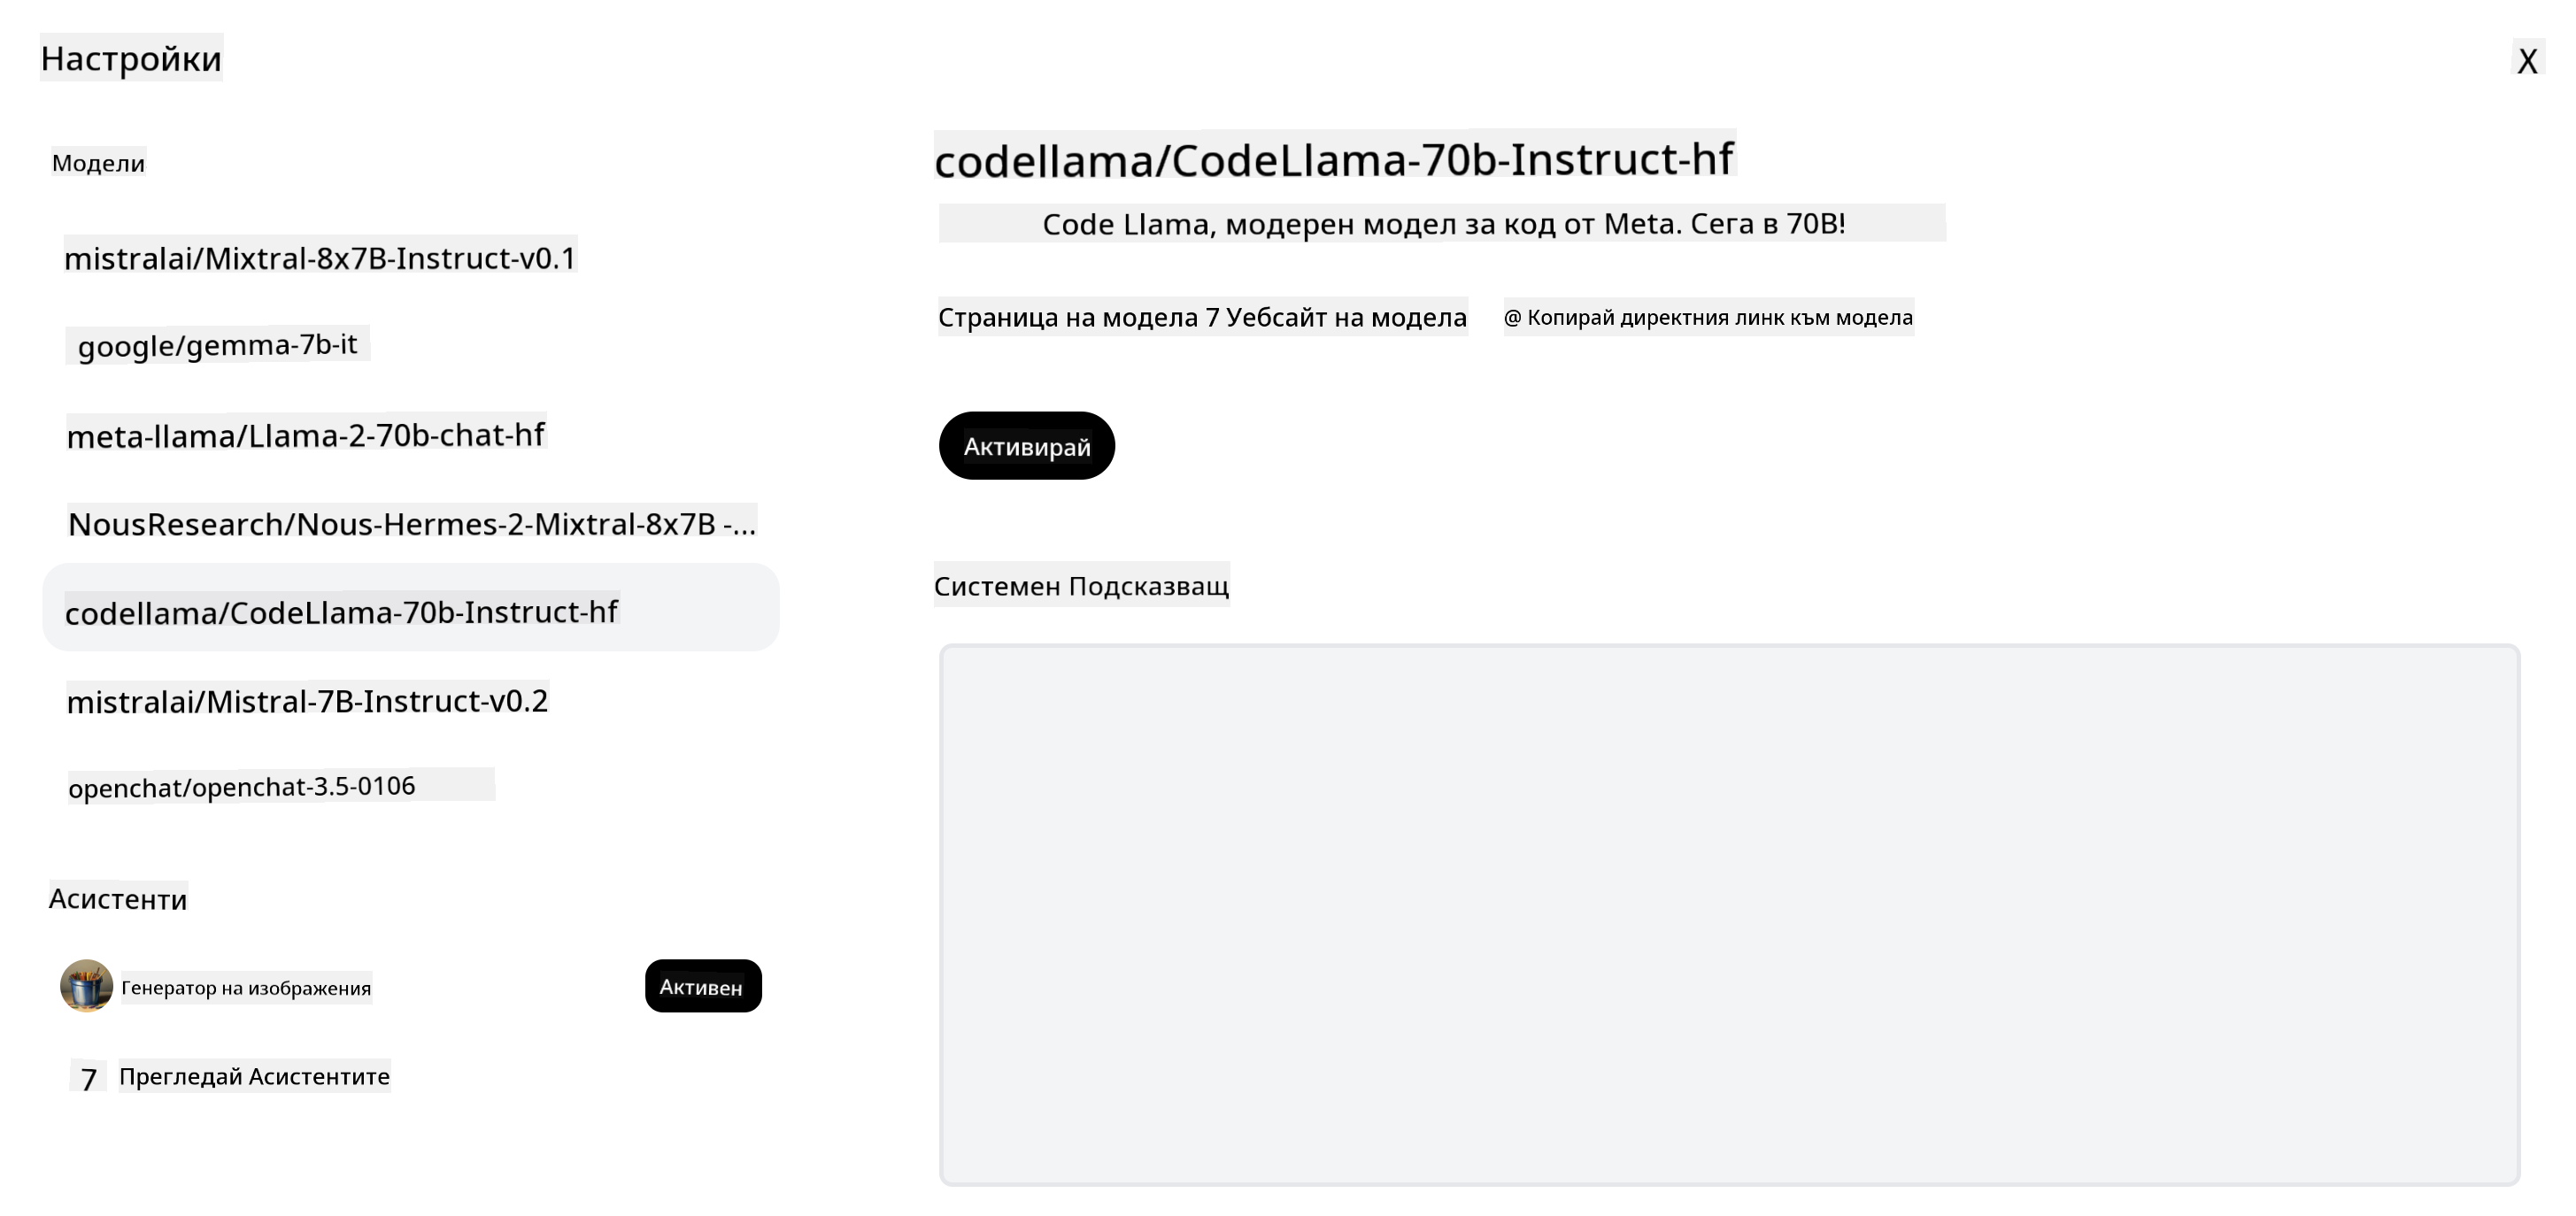 Настройки
X
Модели
mistralai/Mixtral-8x7B-Instruct-v0.1
google/gemma-7b-it
meta-llama/Llama-2-70b-chat-hf
NousResearch/Nous-Hermes-2-Mixtral-8x7B -...
codellama/CodeLlama-70b-Instruct-hf
mistralai/Mistral-7B-Instruct-v0.2
openchat/openchat-3.5-0106
Асистенти
Генератор на изображения
Активен
7 Прегледай Асистентите
codellama/CodeLlama-70b-Instruct-hf
Code Llama, модерен модел за код от Meta. Сега в 70B!
Страница на модела 7 Уебсайт на модела
@ Копирай директния линк към модела
Активирай
Системен Подсказващ